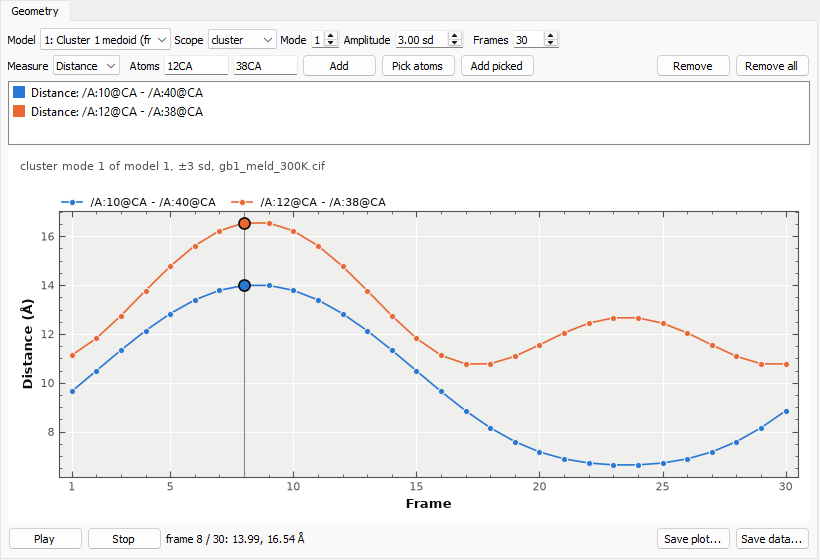 Geometry
Model 1: Cluster 1 medoid (fr Scope cluster Mode 1 Amplitude 3.00 sd Frames 30
Measure Distance Atoms 12CA 38CA Add Pick atoms Add picked Remove Remove all
Distance: /A:10@CA - /A:40@CA
Distance: /A:12@CA - /A:38@CA
cluster mode 1 of model 1, ±3 sd, gb1_meld_300K.cif
/A:10@CA - /A:40@CA /A:12@CA - /A:38@CA
16
14
12
10
8
Distance (Å)
1 5 10 15 20 25 30
Frame
Play Stop frame 8 / 30: 13.99, 16.54 Å Save plot... Save data...